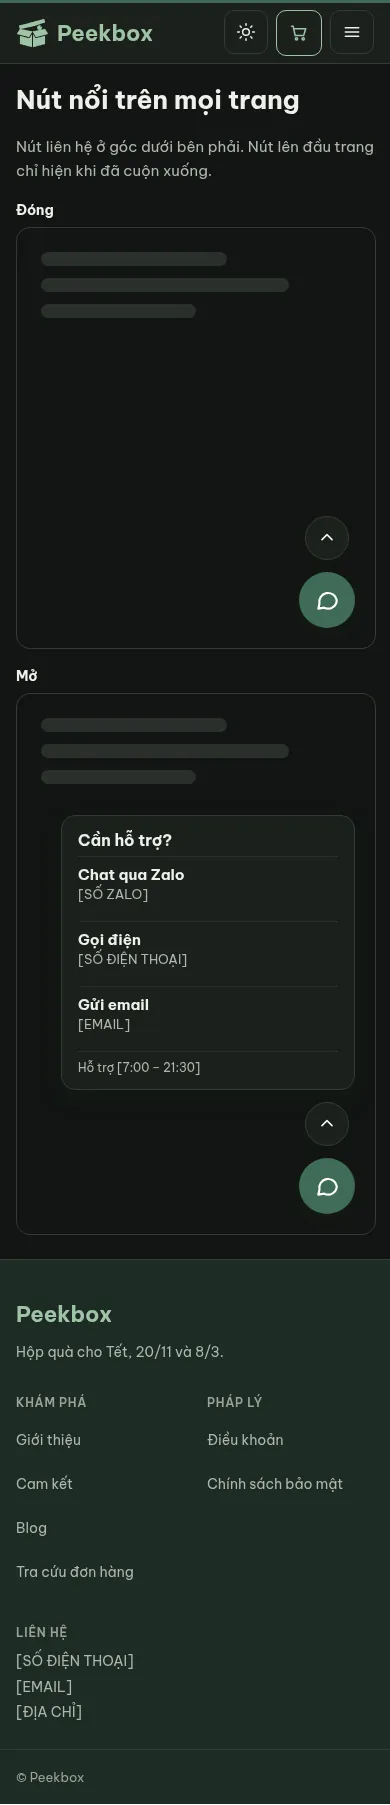 Peekbox
Nút nổi trên mọi trang
Nút liên hệ ở góc dưới bên phải. Nút lên đầu trang
chỉ hiện khi đã cuộn xuống.
Đóng
Mở
Cần hỗ trợ?
Chat qua Zalo
[SỐ ZALO]
Gọi điện
[SỐ ĐIỆN THOẠI]
Gửi email
[EMAIL]
Hỗ trợ [7:00 – 21:30]
Peekbox
Hộp quà cho Tết, 20/11 và 8/3.
KHÁM PHÁ
Giới thiệu
Cam kết
Blog
Tra cứu đơn hàng
PHÁP LÝ
Điều khoản
Chính sách bảo mật
LIÊN HỆ
[SỐ ĐIỆN THOẠI]
[EMAIL]
[ĐỊA CHỈ]
© Peekbox